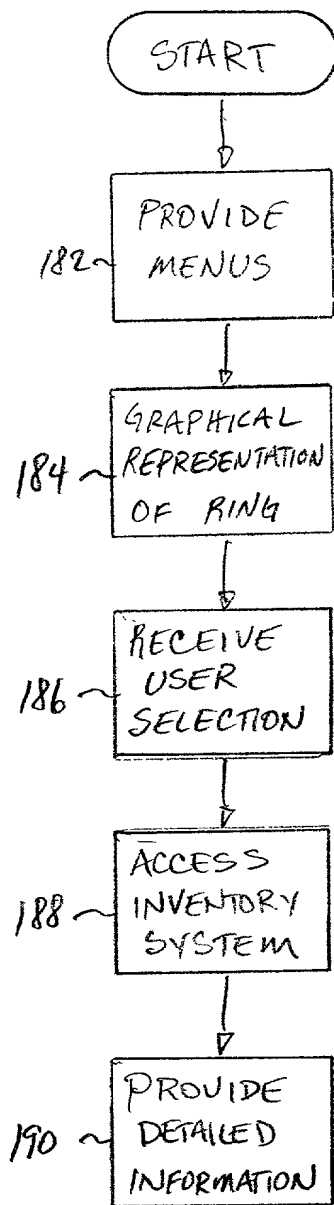 START
PROVIDE
MENUS
182
GRAPHICAL
REPRESENTATION
OF RING
184
RECEIVE
USER
SELECTION
186
ACCESS
INVENTORY
SYSTEM
188
PROVIDE
DETAILED
INFORMATION
190